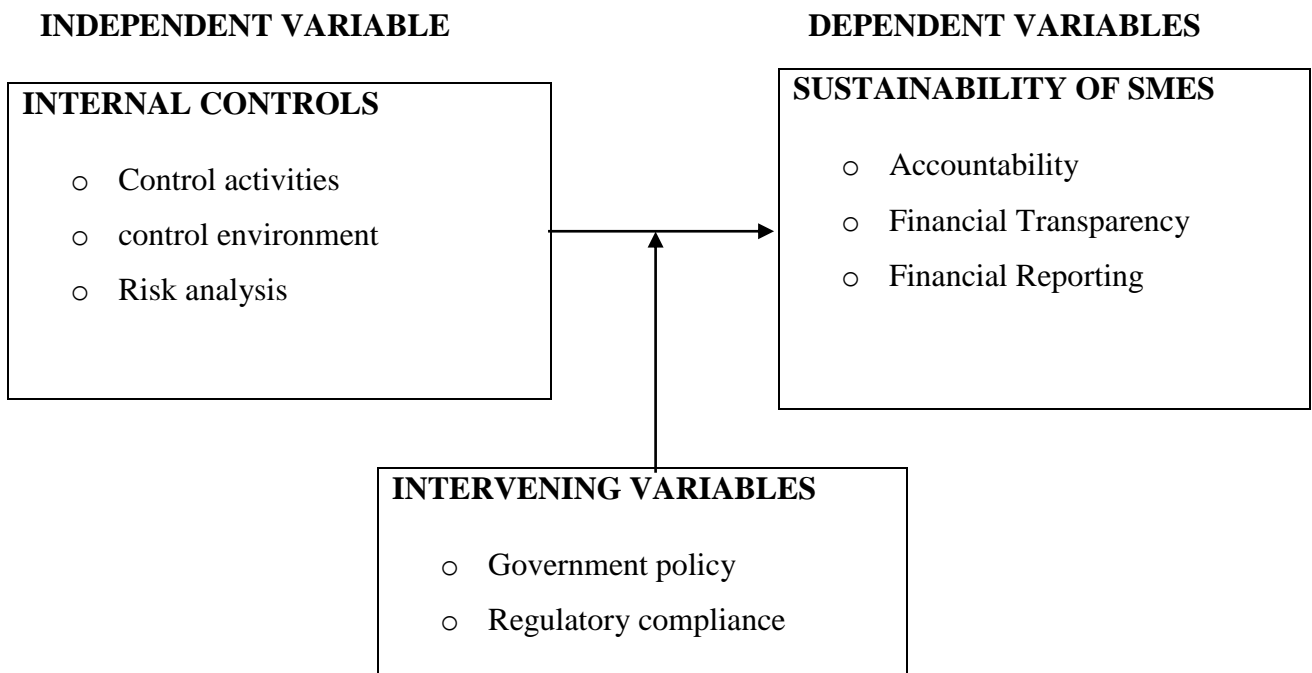 INDEPENDENT VARIABLE
DEPENDENT VARIABLES
INTERNAL CONTROLS
o Control activities
o control environment
o Risk analysis
SUSTAINABILITY OF SMES
o Accountability
o Financial Transparency
o Financial Reporting
INTERVENING VARIABLES
o Government policy
o Regulatory compliance